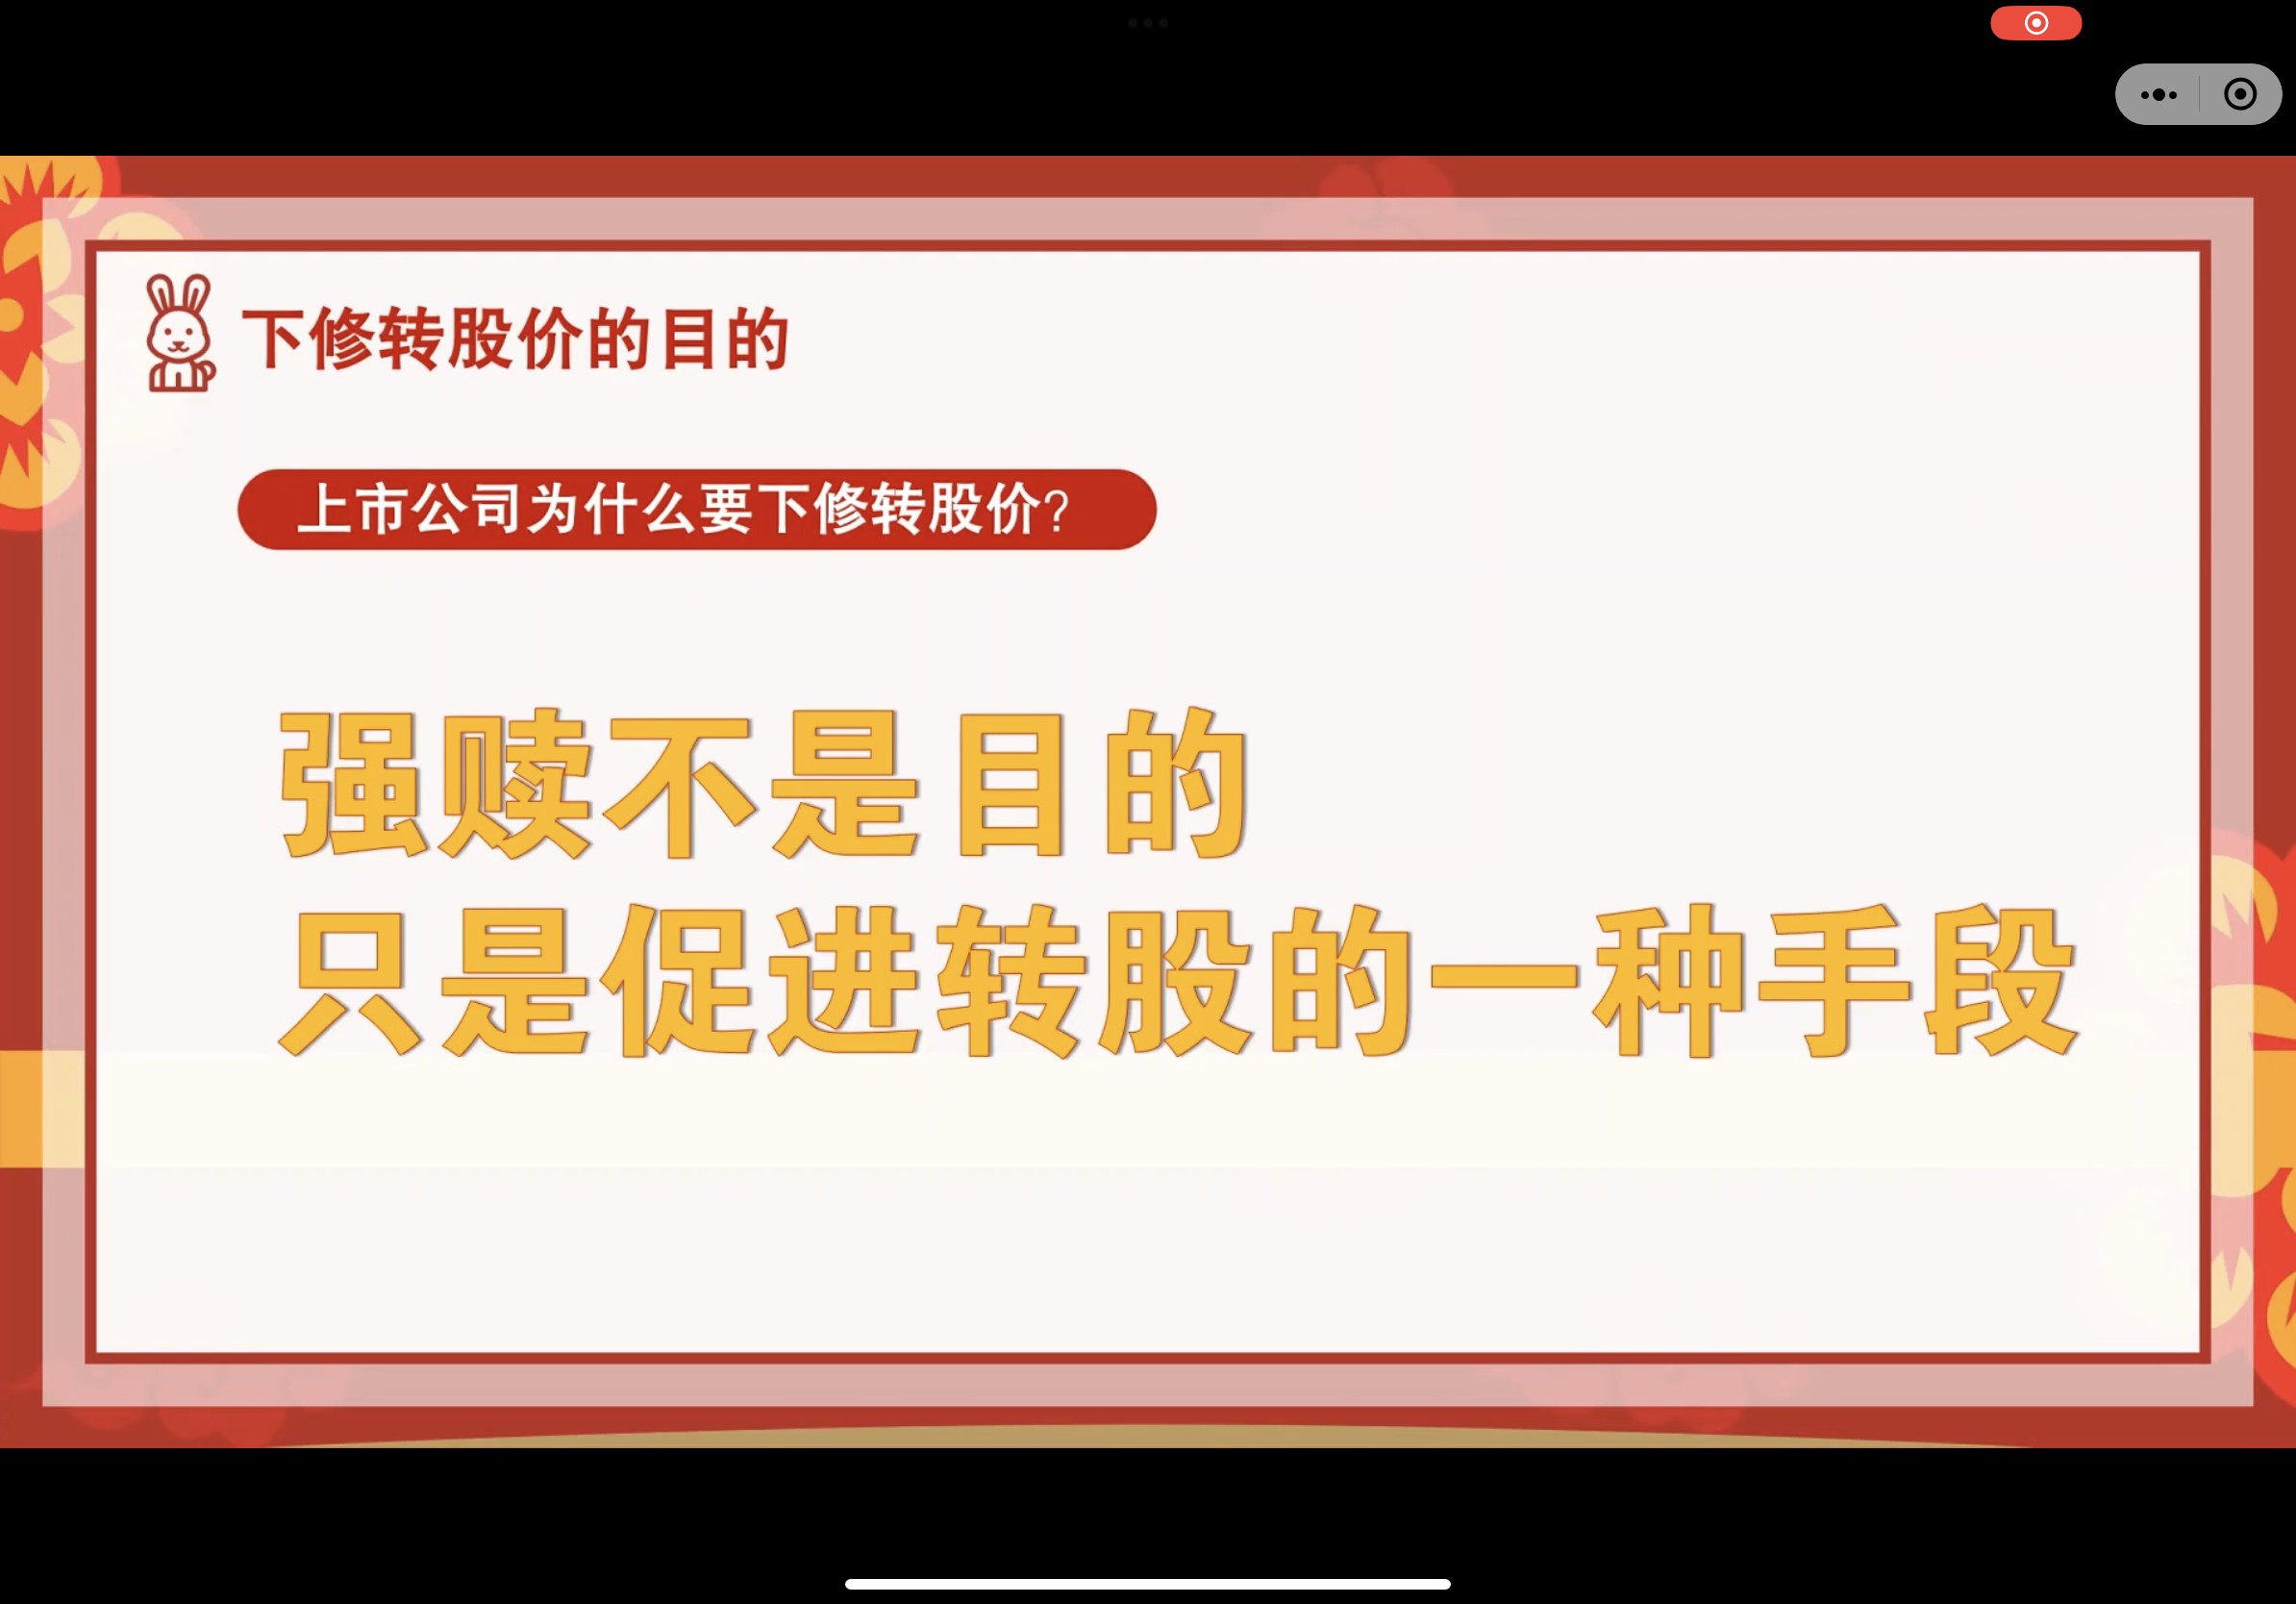 下修转股价的目的
上市公司为什么要下修转股价?
强赎不是目的
只是促进转股的一种手段